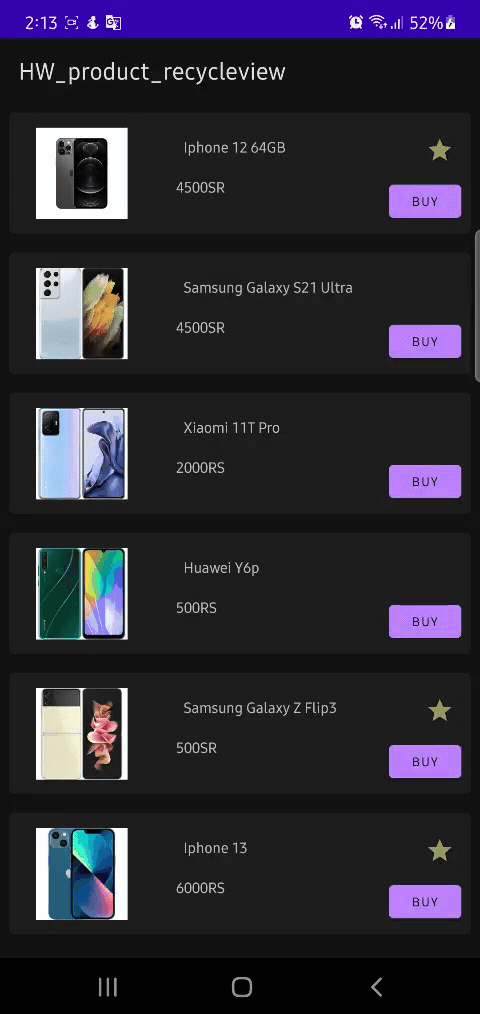 2:13 52%
HW_product_recycleview
Iphone 12 64GB
4500SR
BUY
Samsung Galaxy S21 Ultra
4500SR
BUY
Xiaomi 11T Pro
2000RS
BUY
Huawei Y6p
500RS
BUY
Samsung Galaxy Z Flip3
500SR
BUY
Iphone 13
6000RS
BUY